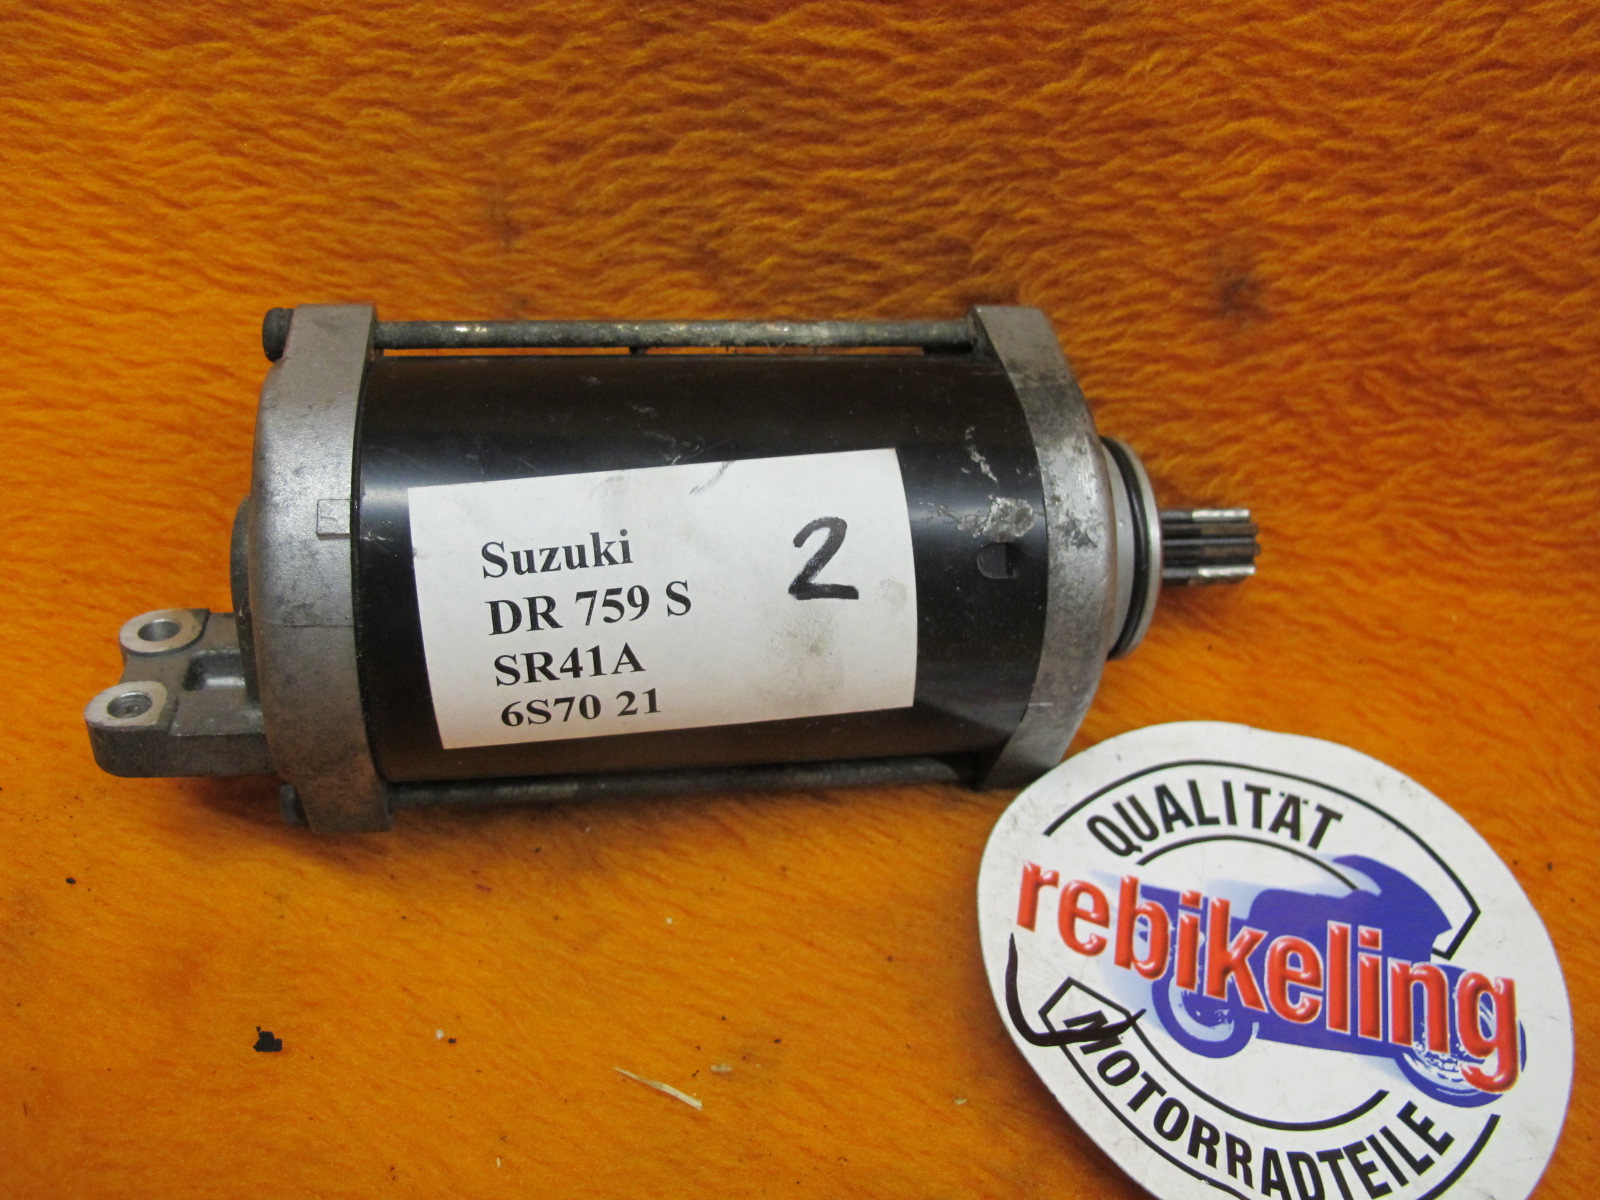 Suzuki
DR 759 S
SR41A
6S70 21
2
QUALITÄT
rebikeling
MOTORRADTEILE